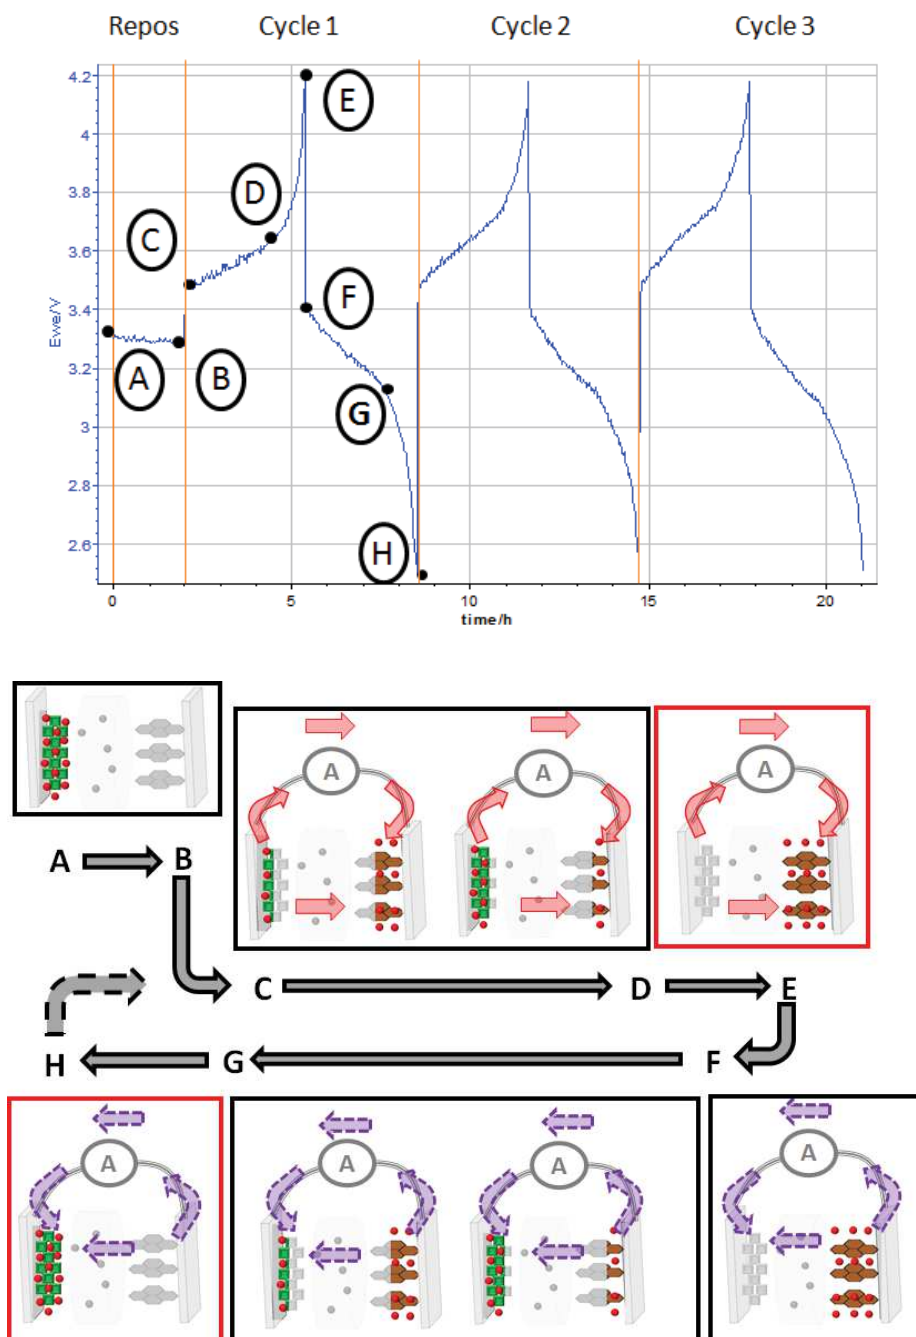 Repos Cycle 1 Cycle 2 Cycle 3
4.2
E
4
D
3.8
C
3.6
F
3.4
A
B
3.2
G
3
2.8
H
2.6
Ewe/V
0 5 10 15 20
time/h
A A A
A B
C D E
H G F
A A A A